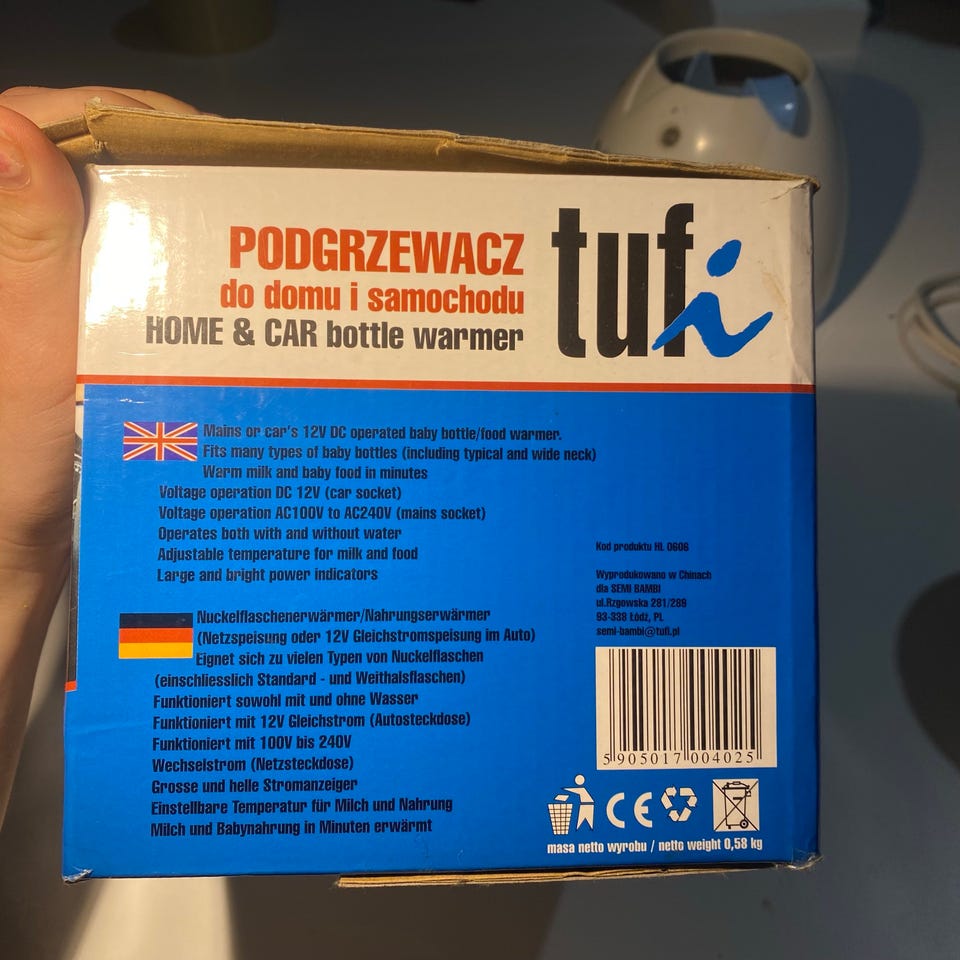 PODGRZEWACZ
do domu i samochodu
HOME & CAR bottle warmer
tufi
Mains or car's 12V DC operated baby bottle/food warmer.
Fits many types of baby bottles (including typical and wide neck)
Warm milk and baby food in minutes
Voltage operation DC 12V (car socket)
Voltage operation AC100V to AC240V (mains socket)
Operates both with and without water
Adjustable temperature for milk and food
Large and bright power indicators
Nuckelflaschenerwärmer/Nahrungserwärmer
(Netzspeisung oder 12V Gleichstromspeisung im Auto)
Eignet sich zu vielen Typen von Nuckelflaschen
(einschliesslich Standard - und Weithalsflaschen)
Funktioniert sowohl mit und ohne Wasser
Funktioniert mit 12V Gleichstrom (Autosteckdose)
Funktioniert mit 100V bis 240V
Wechselstrom (Netzsteckdose)
Grosse und helle Stromanzeiger
Einstellbare Temperatur für Milch und Nahrung
Milch und Babynahrung in Minuten erwärmt
Kod produktu HL 0606
Wyprodukowano w Chinach
dla SEMI BAMBI
ul.Rzgowska 281/289
93-338 Łódź, PL
semi-bambi@tufi.pl
5 905017 004025
CE
masa netto wyrobu / netto weight 0,58 kg